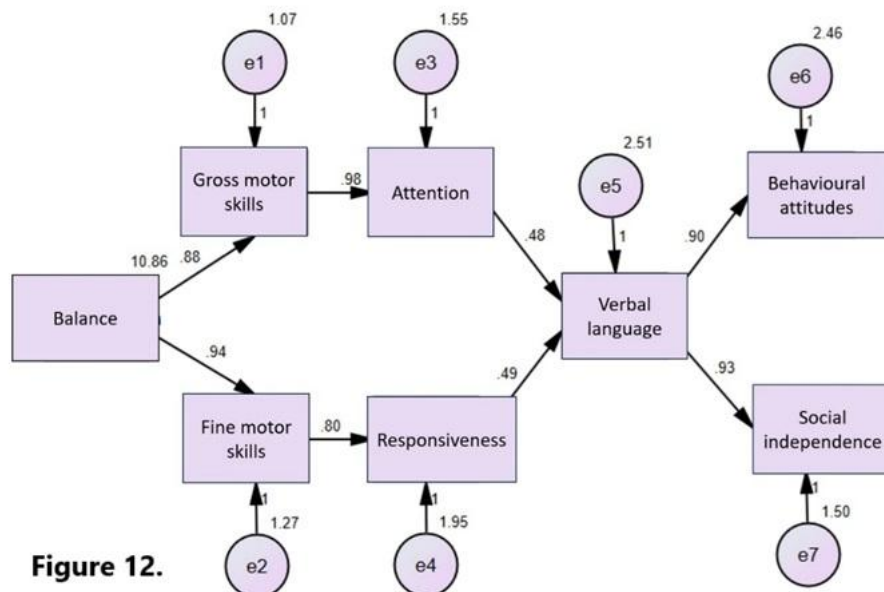 1.07
e1
1
1.55
e3
1
2.46
e6
1
2.51
e5
1
Gross motor
skills
.98
Attention
Behavioural
attitudes
.48
.90
10.86
.88
Balance
Verbal
language
.94
.49
.93
Fine motor
skills
.80
Responsiveness
Social
independence
1
1.27
e2
1
1.95
e4
1
1.50
e7
Figure 12.